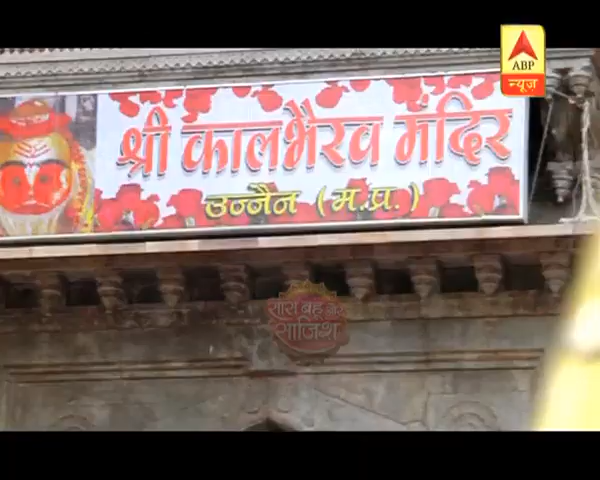 ABP
न्यूज़
श्री कालभैरव मंदिर
उज्जैन (म.प्र.)
सास बहू और
साज़िश